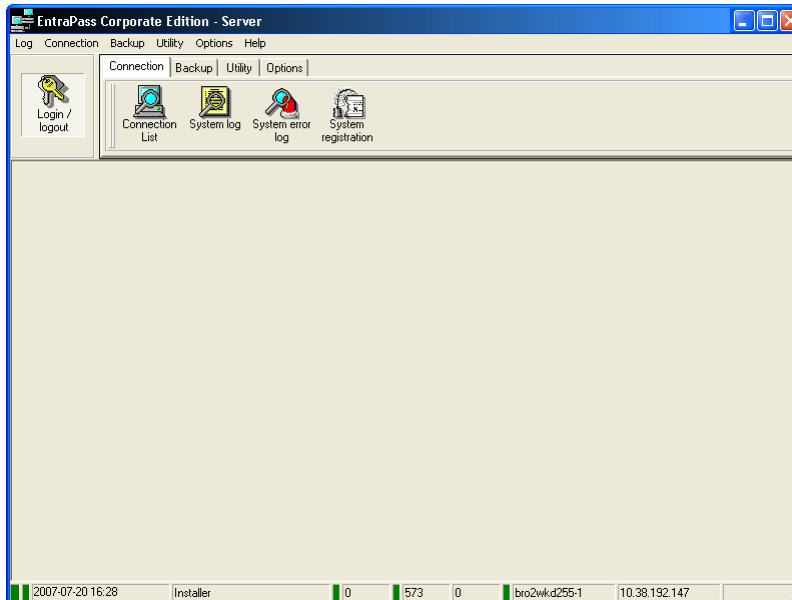 EntraPass Corporate Edition - Server
Log Connection Backup Utility Options Help
Connection Backup Utility Options
Login / logout
Connection List
System log
System error log
System registration
2007-07-20 16:28 Installer 0 573 0 bro2wkd255-1 10.38.192.147